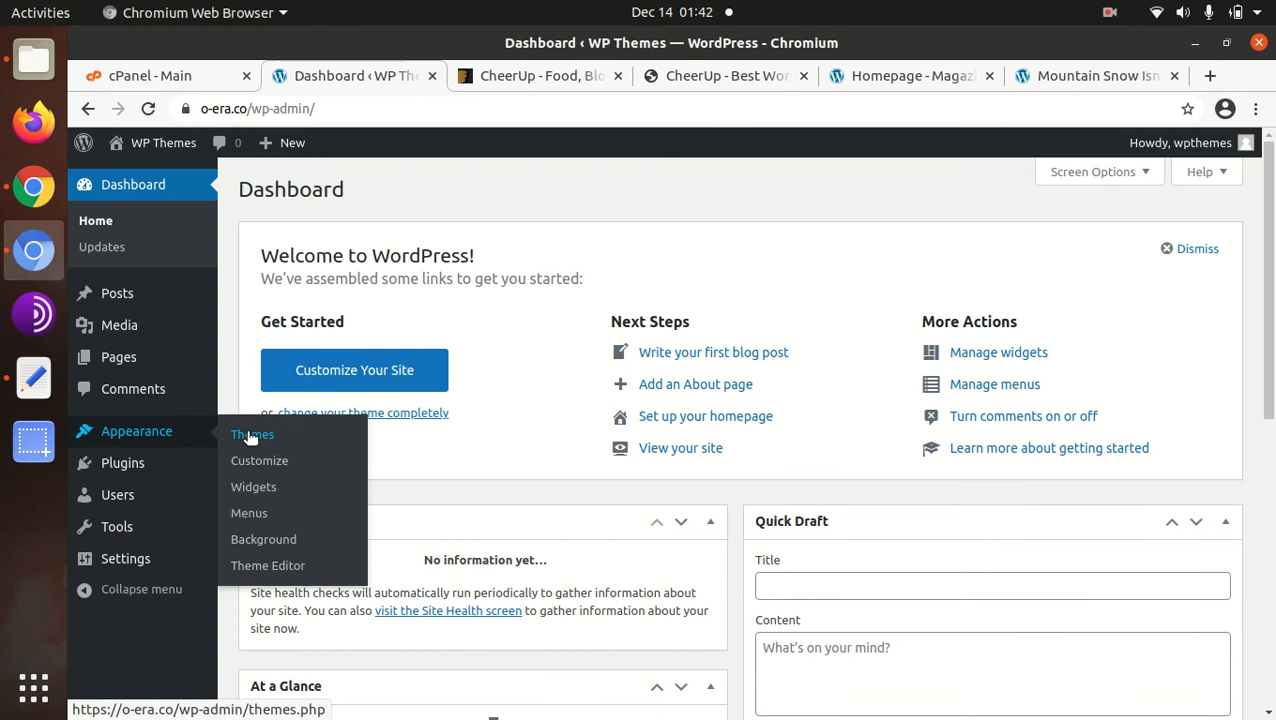 Activities
Chromium Web Browser
Dec 14 01:42
Dashboard ‹ WP Themes — WordPress - Chromium
cPanel - Main
Dashboard ‹ WP The
CheerUp - Food, Blo
CheerUp - Best Wor
Homepage - Magazi
Mountain Snow Isn
o-era.co/wp-admin/
WP Themes
0
New
Howdy, wpthemes
Dashboard
Home
Updates
Posts
Media
Pages
Comments
Appearance
Plugins
Users
Tools
Settings
Collapse menu
Themes
Customize
Widgets
Menus
Background
Theme Editor
Dashboard
Screen Options
Help
Welcome to WordPress!
We've assembled some links to get you started:
Dismiss
Get Started
Customize Your Site
or, change your theme completely
Next Steps
Write your first blog post
Add an About page
Set up your homepage
View your site
More Actions
Manage widgets
Manage menus
Turn comments on or off
Learn more about getting started
No information yet…
Site health checks will automatically run periodically to gather information about
your site. You can also visit the Site Health screen to gather information about your
site now.
At a Glance
Quick Draft
Title
Content
What's on your mind?
https://o-era.co/wp-admin/themes.php